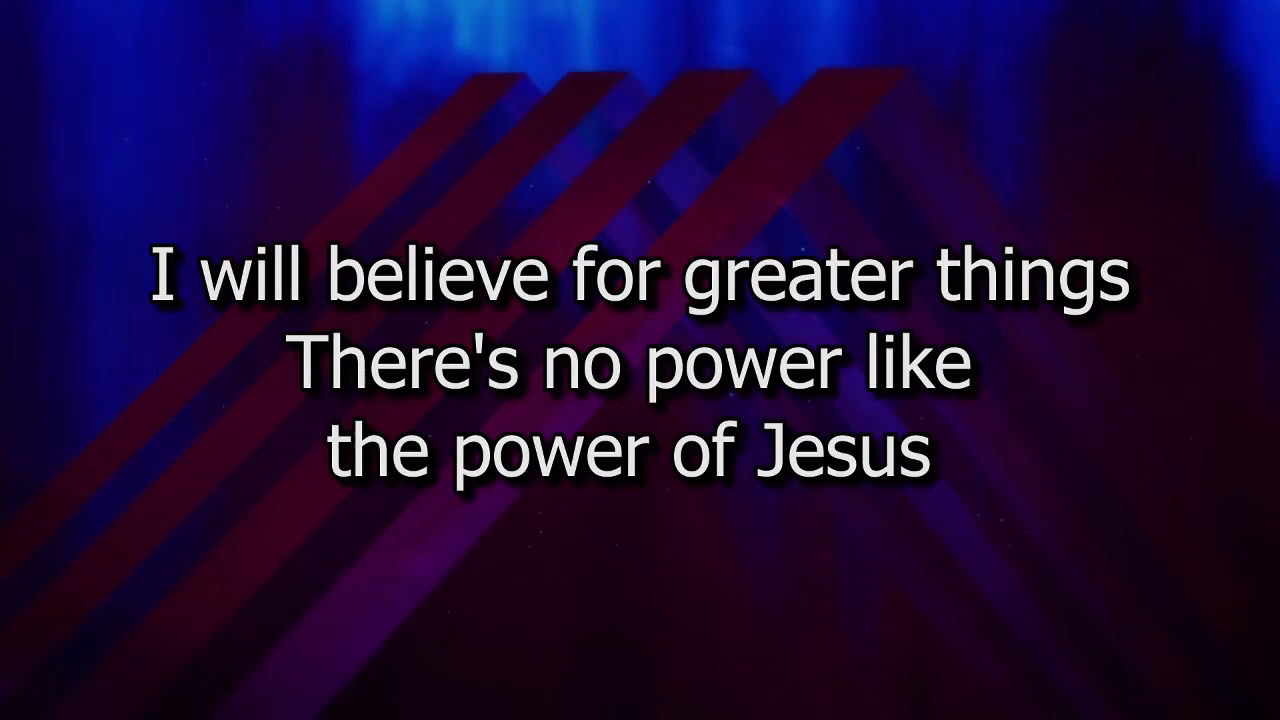 I will believe for greater things
There's no power like
the power of Jesus